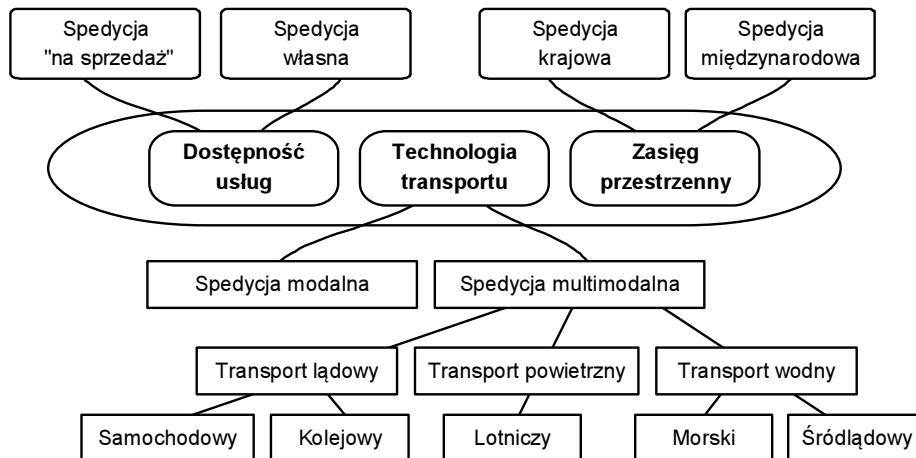 Spedycja
"na sprzedaż"
Spedycja
własna
Spedycja
krajowa
Spedycja
międzynarodowa
Dostępność
usług
Technologia
transportu
Zasięg
przestrzenny
Spedycja modalna
Spedycja multimodalna
Transport lądowy
Transport powietrzny
Transport wodny
Samochodowy
Kolejowy
Lotniczy
Morski
Śródlądowy